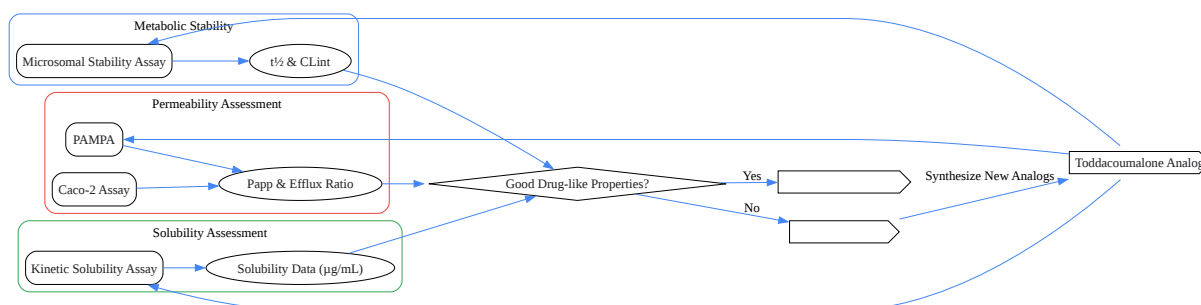 Metabolic Stability
Microsomal Stability Assay
t½ & CLint
Permeability Assessment
PAMPA
Caco-2 Assay
Papp & Efflux Ratio
Good Drug-like Properties?
Yes
No
Synthesize New Analogs
Toddacoumalone Analog
Solubility Assessment
Kinetic Solubility Assay
Solubility Data (µg/mL)